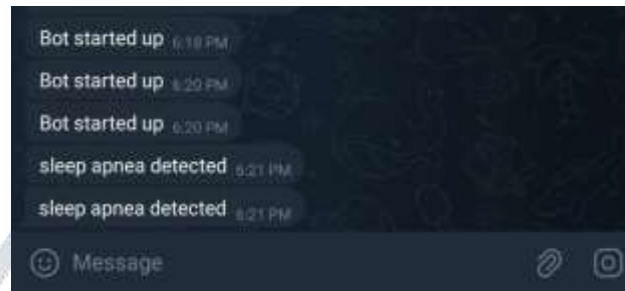 Bot started up 6:18 PM
Bot started up 6:20 PM
Bot started up 6:20 PM
sleep apnea detected 6:21 PM
sleep apnea detected 6:21 PM
Message